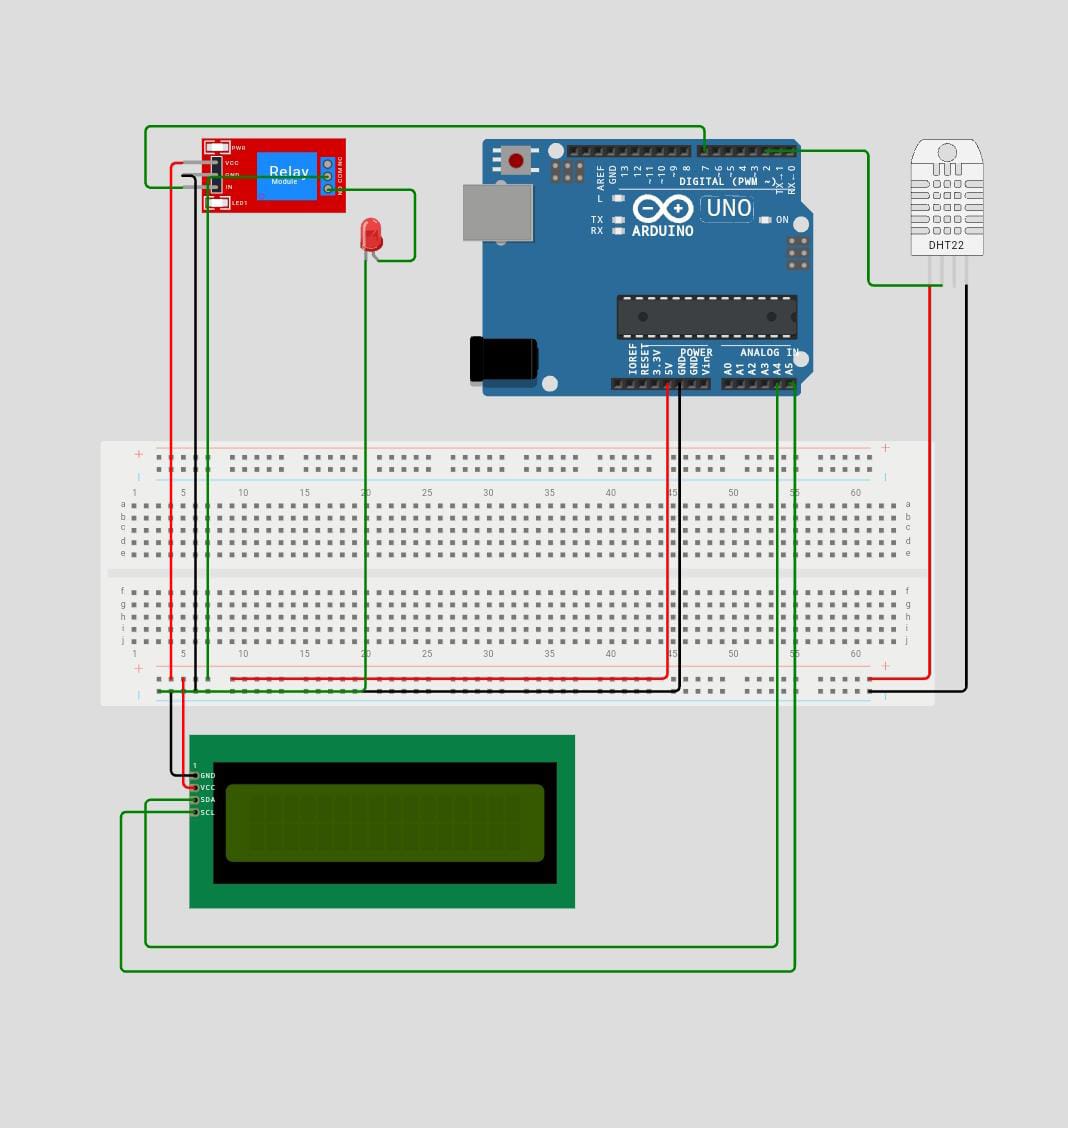 PWR
VCC
GND
IN
LED1
Relay
Module
NO COM NC
AREF
GND
13
12
~11
~10
~9
8
7
~6
~5
4
~3
2
TX→1
RX←0
DIGITAL (PWM ~)
L
TX
RX
UNO
ON
ARDUINO
DHT22
IOREF
RESET
3.3V
5V
GND
GND
Vin
POWER
ANALOG IN
A0
A1
A2
A3
A4
A5
+ +
1 5 10 15 20 25 30 35 40 45 50 55 60
a a
b b
c c
d d
e e
f f
g g
h h
i i
j j
1 5 10 15 20 25 30 35 40 45 50 55 60
+ +
1
GND
VCC
SDA
SCL